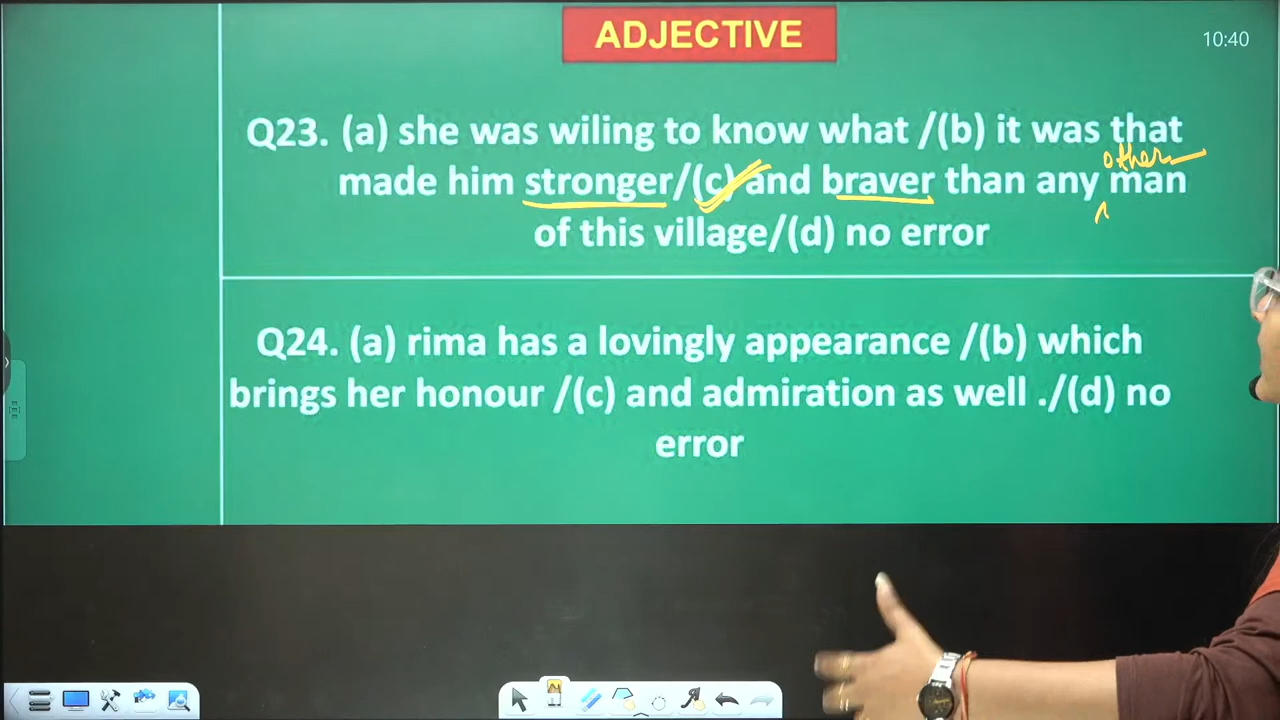 ADJECTIVE
10:40
Q23. (a) she was wiling to know what /(b) it was that
other
made him stronger/(c) and braver than any man
of this village/(d) no error
Q24. (a) rima has a lovingly appearance /(b) which
brings her honour /(c) and admiration as well ./(d) no
error